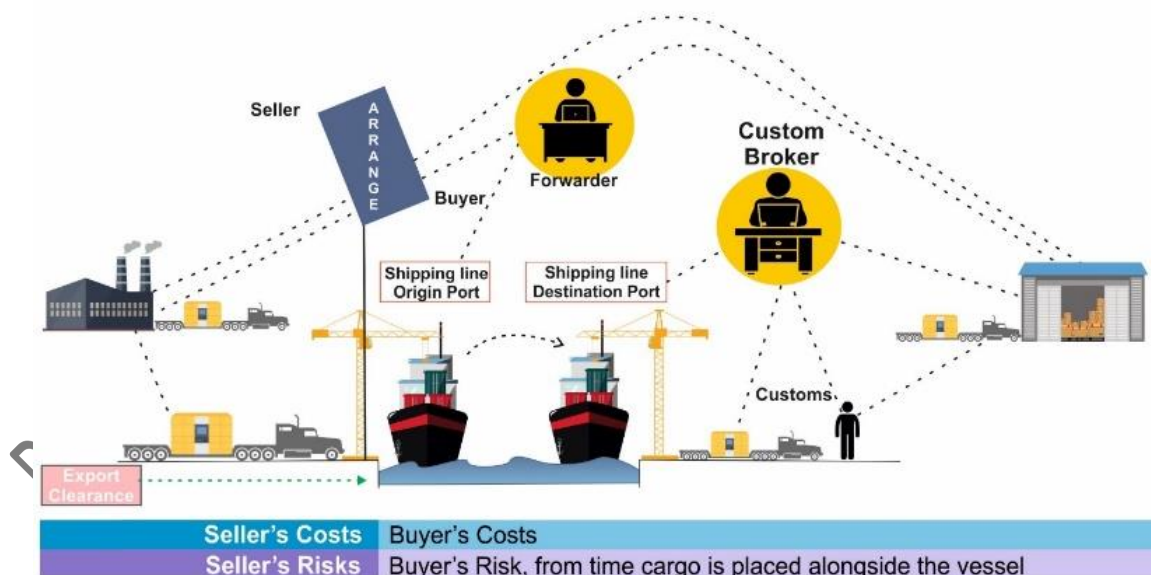 Seller
ARRANGE
Buyer
Forwarder
Custom
Broker
Shipping line
Origin Port
Shipping line
Destination Port
Customs
Export
Clearance
Seller's Costs
Buyer's Costs
Seller's Risks
Buyer's Risk, from time cargo is placed alongside the vessel